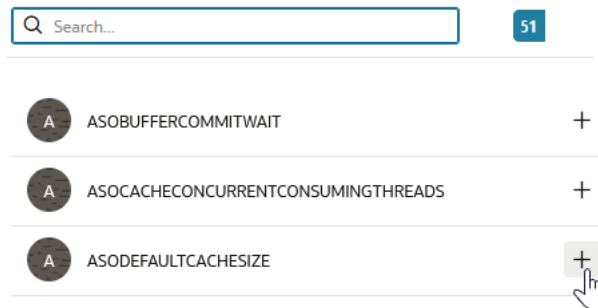 Search...
51
A ASOBUFFERCOMMITWAIT
A ASOCACHECONCURRENTCONSUMINGTHREADS
A ASODEFAULTCACHESIZE